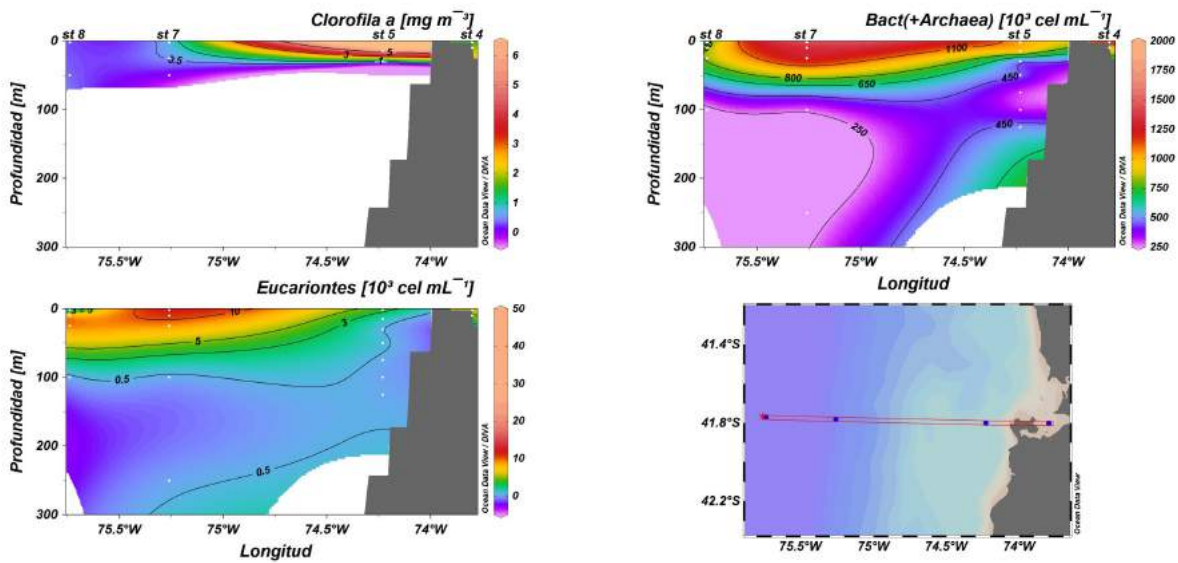 Clorofila a [mg m⁻³]
st 8 st 7 st 5 st 4
0
100
200
300
Profundidad [m]
3.5 3 5 1
75.5°W 75°W 74.5°W 74°W
6
5
4
3
2
1
0
Ocean Data View / DIVA
Bact(+Archaea) [10³ cel mL⁻¹]
st 8 st 7 st 5 st 4
0
100
200
300
Profundidad [m]
1100
800 650 450
250 450
75.5°W 75°W 74.5°W 74°W
Longitud
2000
1750
1500
1250
1000
750
500
250
Ocean Data View / DIVA
Eucariontes [10³ cel mL⁻¹]
0
100
200
300
Profundidad [m]
10
3
5
0.5
0.5
75.5°W 75°W 74.5°W 74°W
Longitud
50
40
30
20
10
0
Ocean Data View / DIVA
41.4°S
41.8°S
42.2°S
75.5°W 75°W 74.5°W 74°W
Ocean Data View